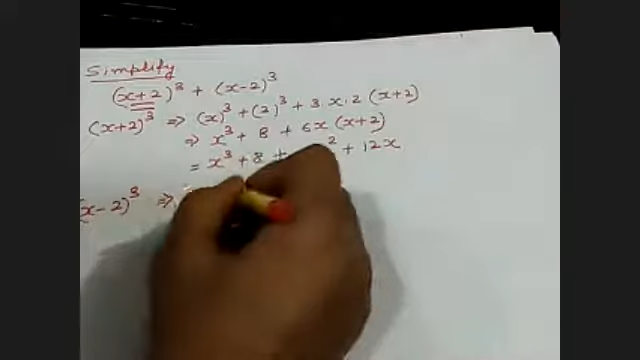 Simplify
(x+2)³ + (x-2)³
(x+2)³ ⇒ (x)³ + (2)³ + 3.x.2 (x+2)
⇒ x³ + 8 + 6x (x+2)
= x³ + 8 + ² + 12x
(x-2)³ ⇒